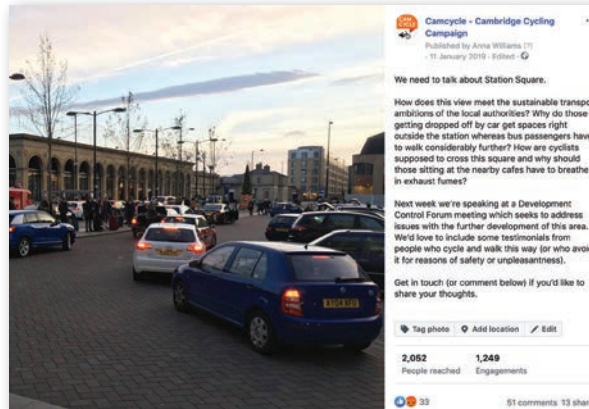 CAM
CYCLE
Camcycle - Cambridge Cycling
Campaign
Published by Anna Williams [?]
· 11 January 2019 · Edited ·
We need to talk about Station Square.
How does this view meet the sustainable transpo
ambitions of the local authorities? Why do those
getting dropped off by car get spaces right
outside the station whereas bus passengers have
to walk considerably further? How are cyclists
supposed to cross this square and why should
those sitting at the nearby cafes have to breathe
in exhaust fumes?
Next week we're speaking at a Development
Control Forum meeting which seeks to address
issues with the further development of this area.
We'd love to include some testimonials from
people who cycle and walk this way (or who avoi
it for reasons of safety or unpleasantness).
Get in touch (or comment below) if you'd like to
share your thoughts.
Tag photo Add location Edit
2,052 1,249
People reached Engagements
33 51 comments 13 shar